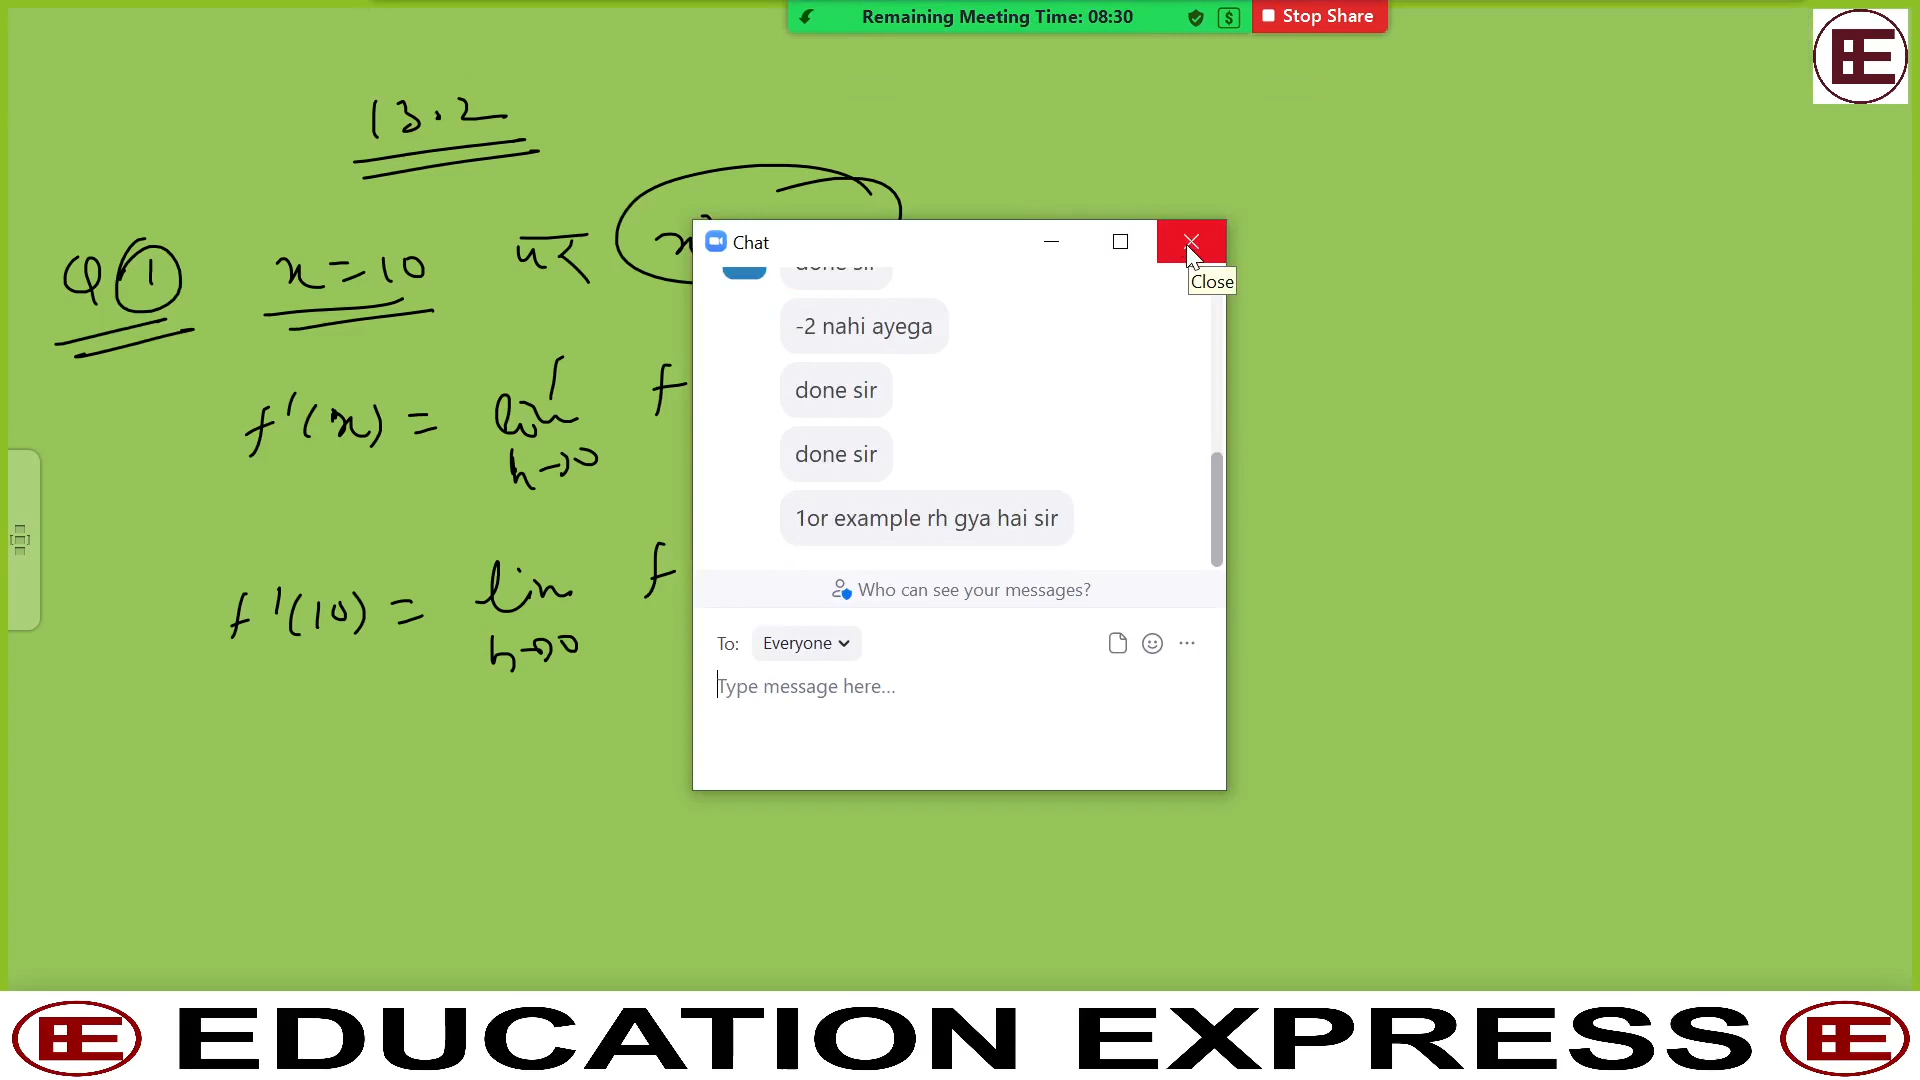 Remaining Meeting Time: 08:30
Stop Share
13.2
Q 1 x=10 पर
Chat
Close
done sir
-2 nahi ayega
done sir
done sir
1or example rh gya hai sir
Who can see your messages?
To: Everyone
Type message here...
f'(x) = lim f
h→0
f'(10) = lim f
h→0
EDUCATION EXPRESS